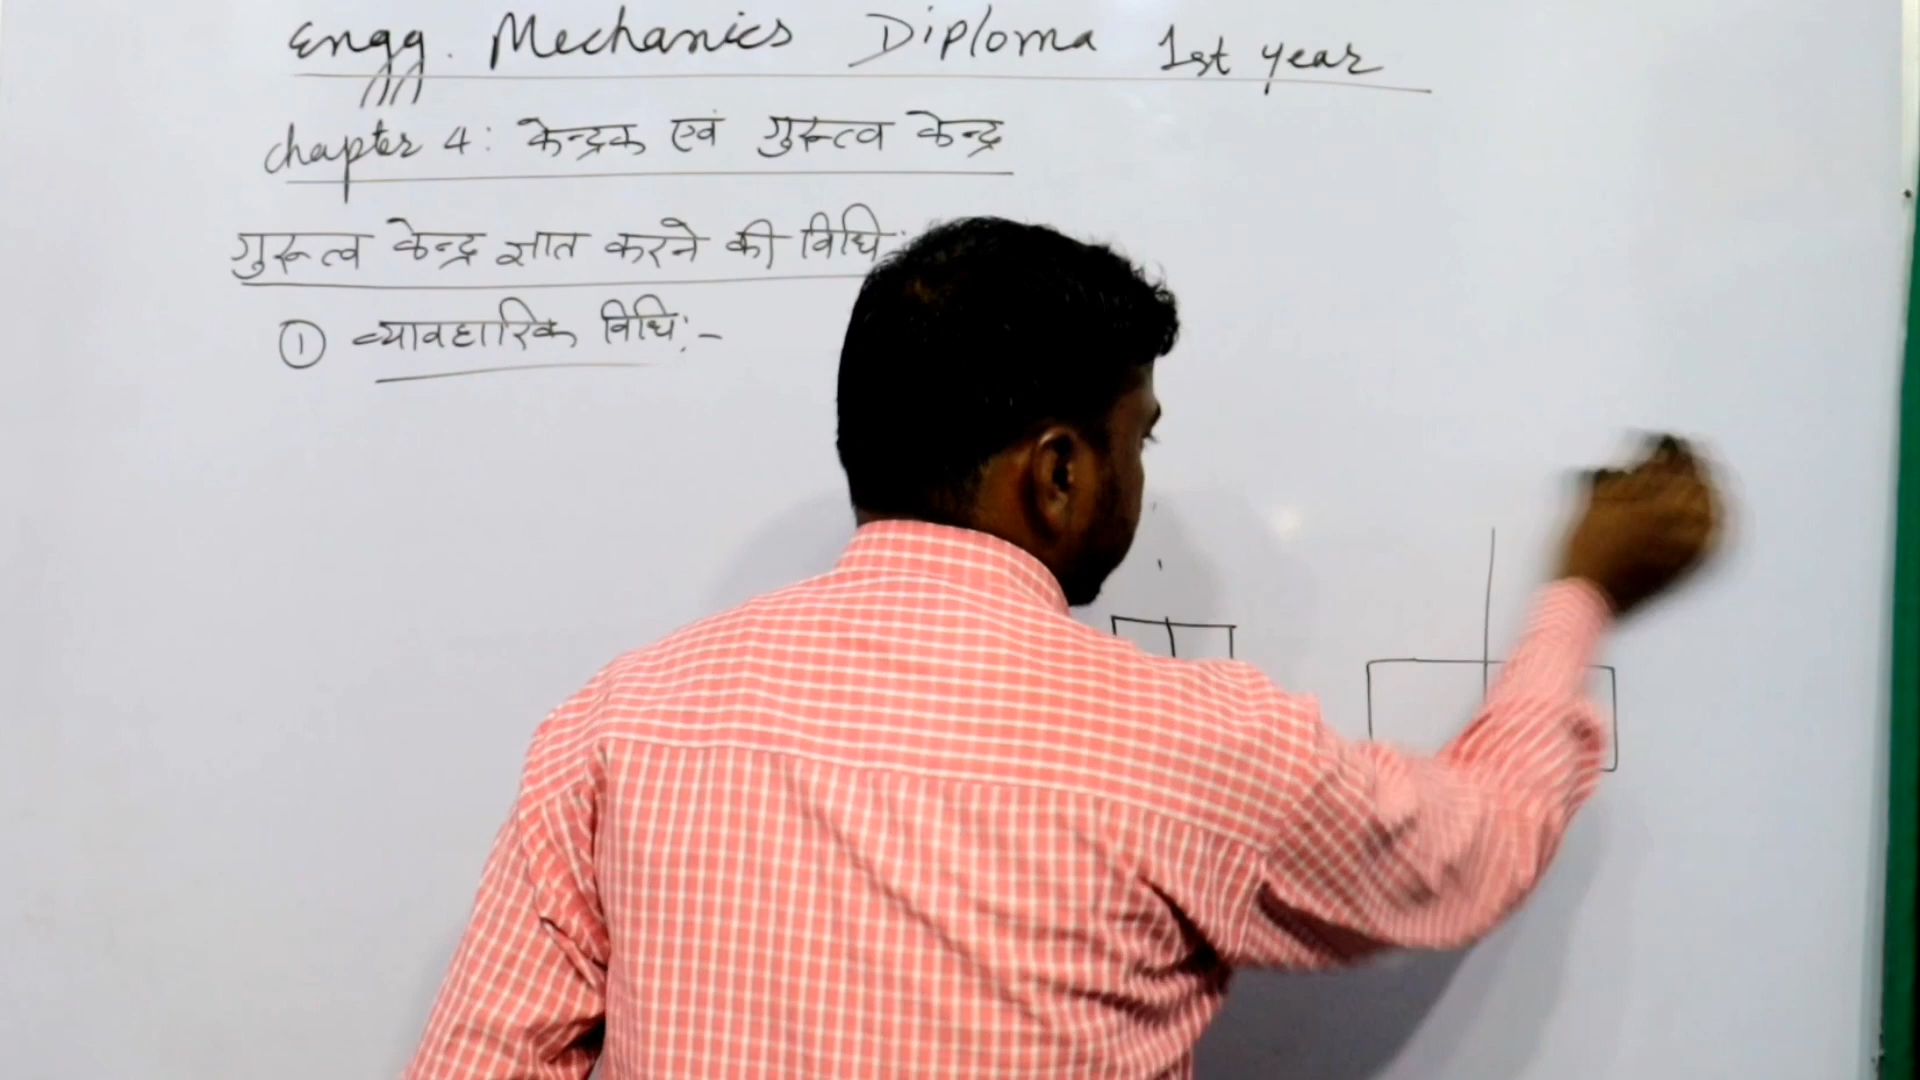 Engg. Mechanics Diploma 1st year
chapter 4: केन्द्रक एवं गुरूत्व केन्द्र
गुरूत्व केन्द्र ज्ञात करने की विधि:
① व्यावहारिक विधि:-